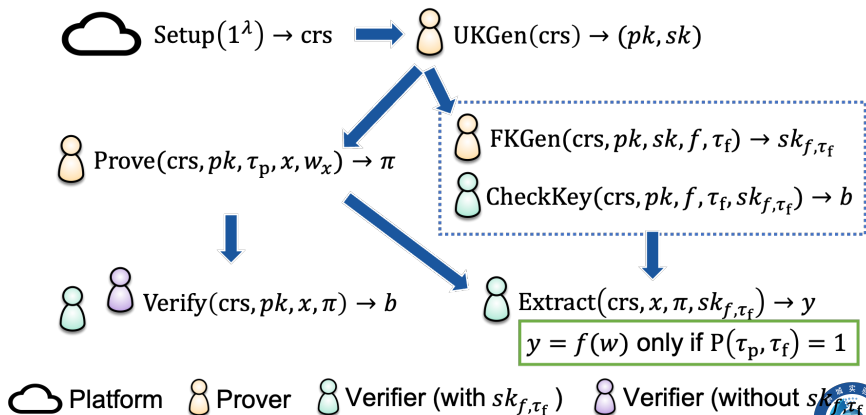 Setup(1^λ) → crs
UKGen(crs) → (pk, sk)
FKGen(crs, pk, sk, f, τ_f) → sk_{f,τ_f}
Prove(crs, pk, τ_p, x, w_x) → π
CheckKey(crs, pk, f, τ_f, sk_{f,τ_f}) → b
Verify(crs, pk, x, π) → b
Extract(crs, x, π, sk_{f,τ_f}) → y
y = f(w) only if P(τ_p, τ_f) = 1
Platform
Prover
Verifier (with sk_{f,τ_f} )
Verifier (without sk_{f,τ_f}